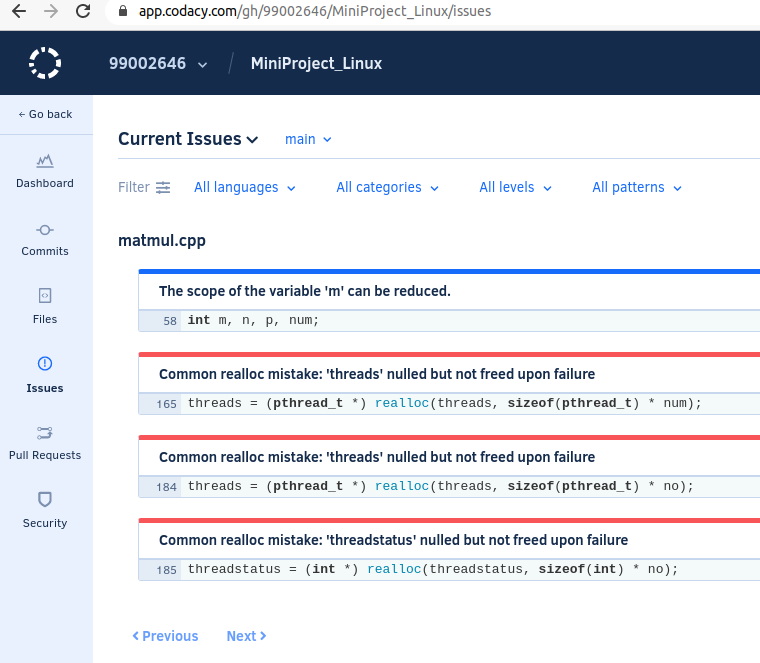 app.codacy.com/gh/99002646/MiniProject_Linux/issues
99002646 / MiniProject_Linux
← Go back
Current Issues main
Filter All languages All categories All levels All patterns
Dashboard
Commits
Files
Issues
Pull Requests
Security
matmul.cpp
The scope of the variable 'm' can be reduced.
58 int m, n, p, num;
Common realloc mistake: 'threads' nulled but not freed upon failure
165 threads = (pthread_t *) realloc(threads, sizeof(pthread_t) * num);
Common realloc mistake: 'threads' nulled but not freed upon failure
184 threads = (pthread_t *) realloc(threads, sizeof(pthread_t) * no);
Common realloc mistake: 'threadstatus' nulled but not freed upon failure
185 threadstatus = (int *) realloc(threadstatus, sizeof(int) * no);
< Previous Next >